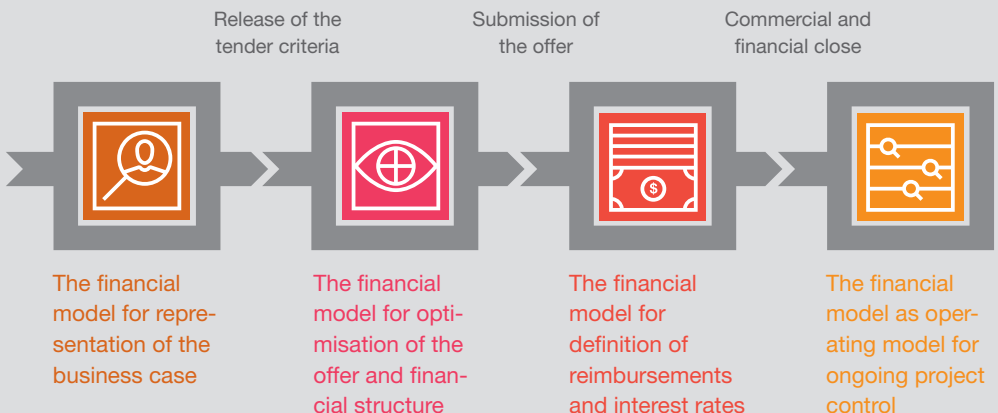 Release of the
tender criteria
Submission of
the offer
Commercial and
financial close
$
The financial
model for repre-
sentation of the
business case
The financial
model for opti-
misation of the
offer and finan-
cial structure
The financial
model for
definition of
reimbursements
and interest rates
The financial
model as oper-
ating model for
ongoing project
control